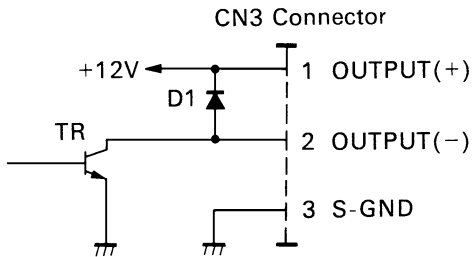 CN3 Connector
+12V
1 OUTPUT(+)
D1
TR
2 OUTPUT(−)
3 S-GND